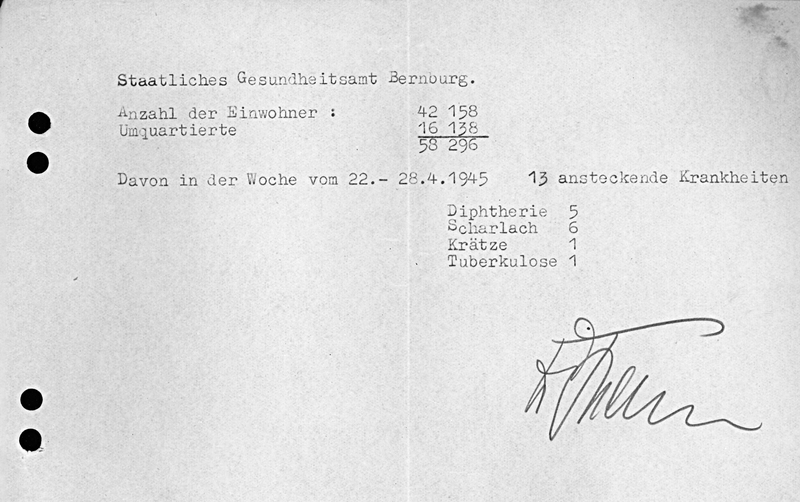 Staatliches Gesundheitsamt Bernburg.
Anzahl der Einwohner : 42 158
Umquartierte 16 138
58 296
Davon in der Woche vom 22.- 28.4.1945 13 ansteckende Krankheiten
Diphtherie 5
Scharlach 6
Krätze 1
Tuberkulose 1